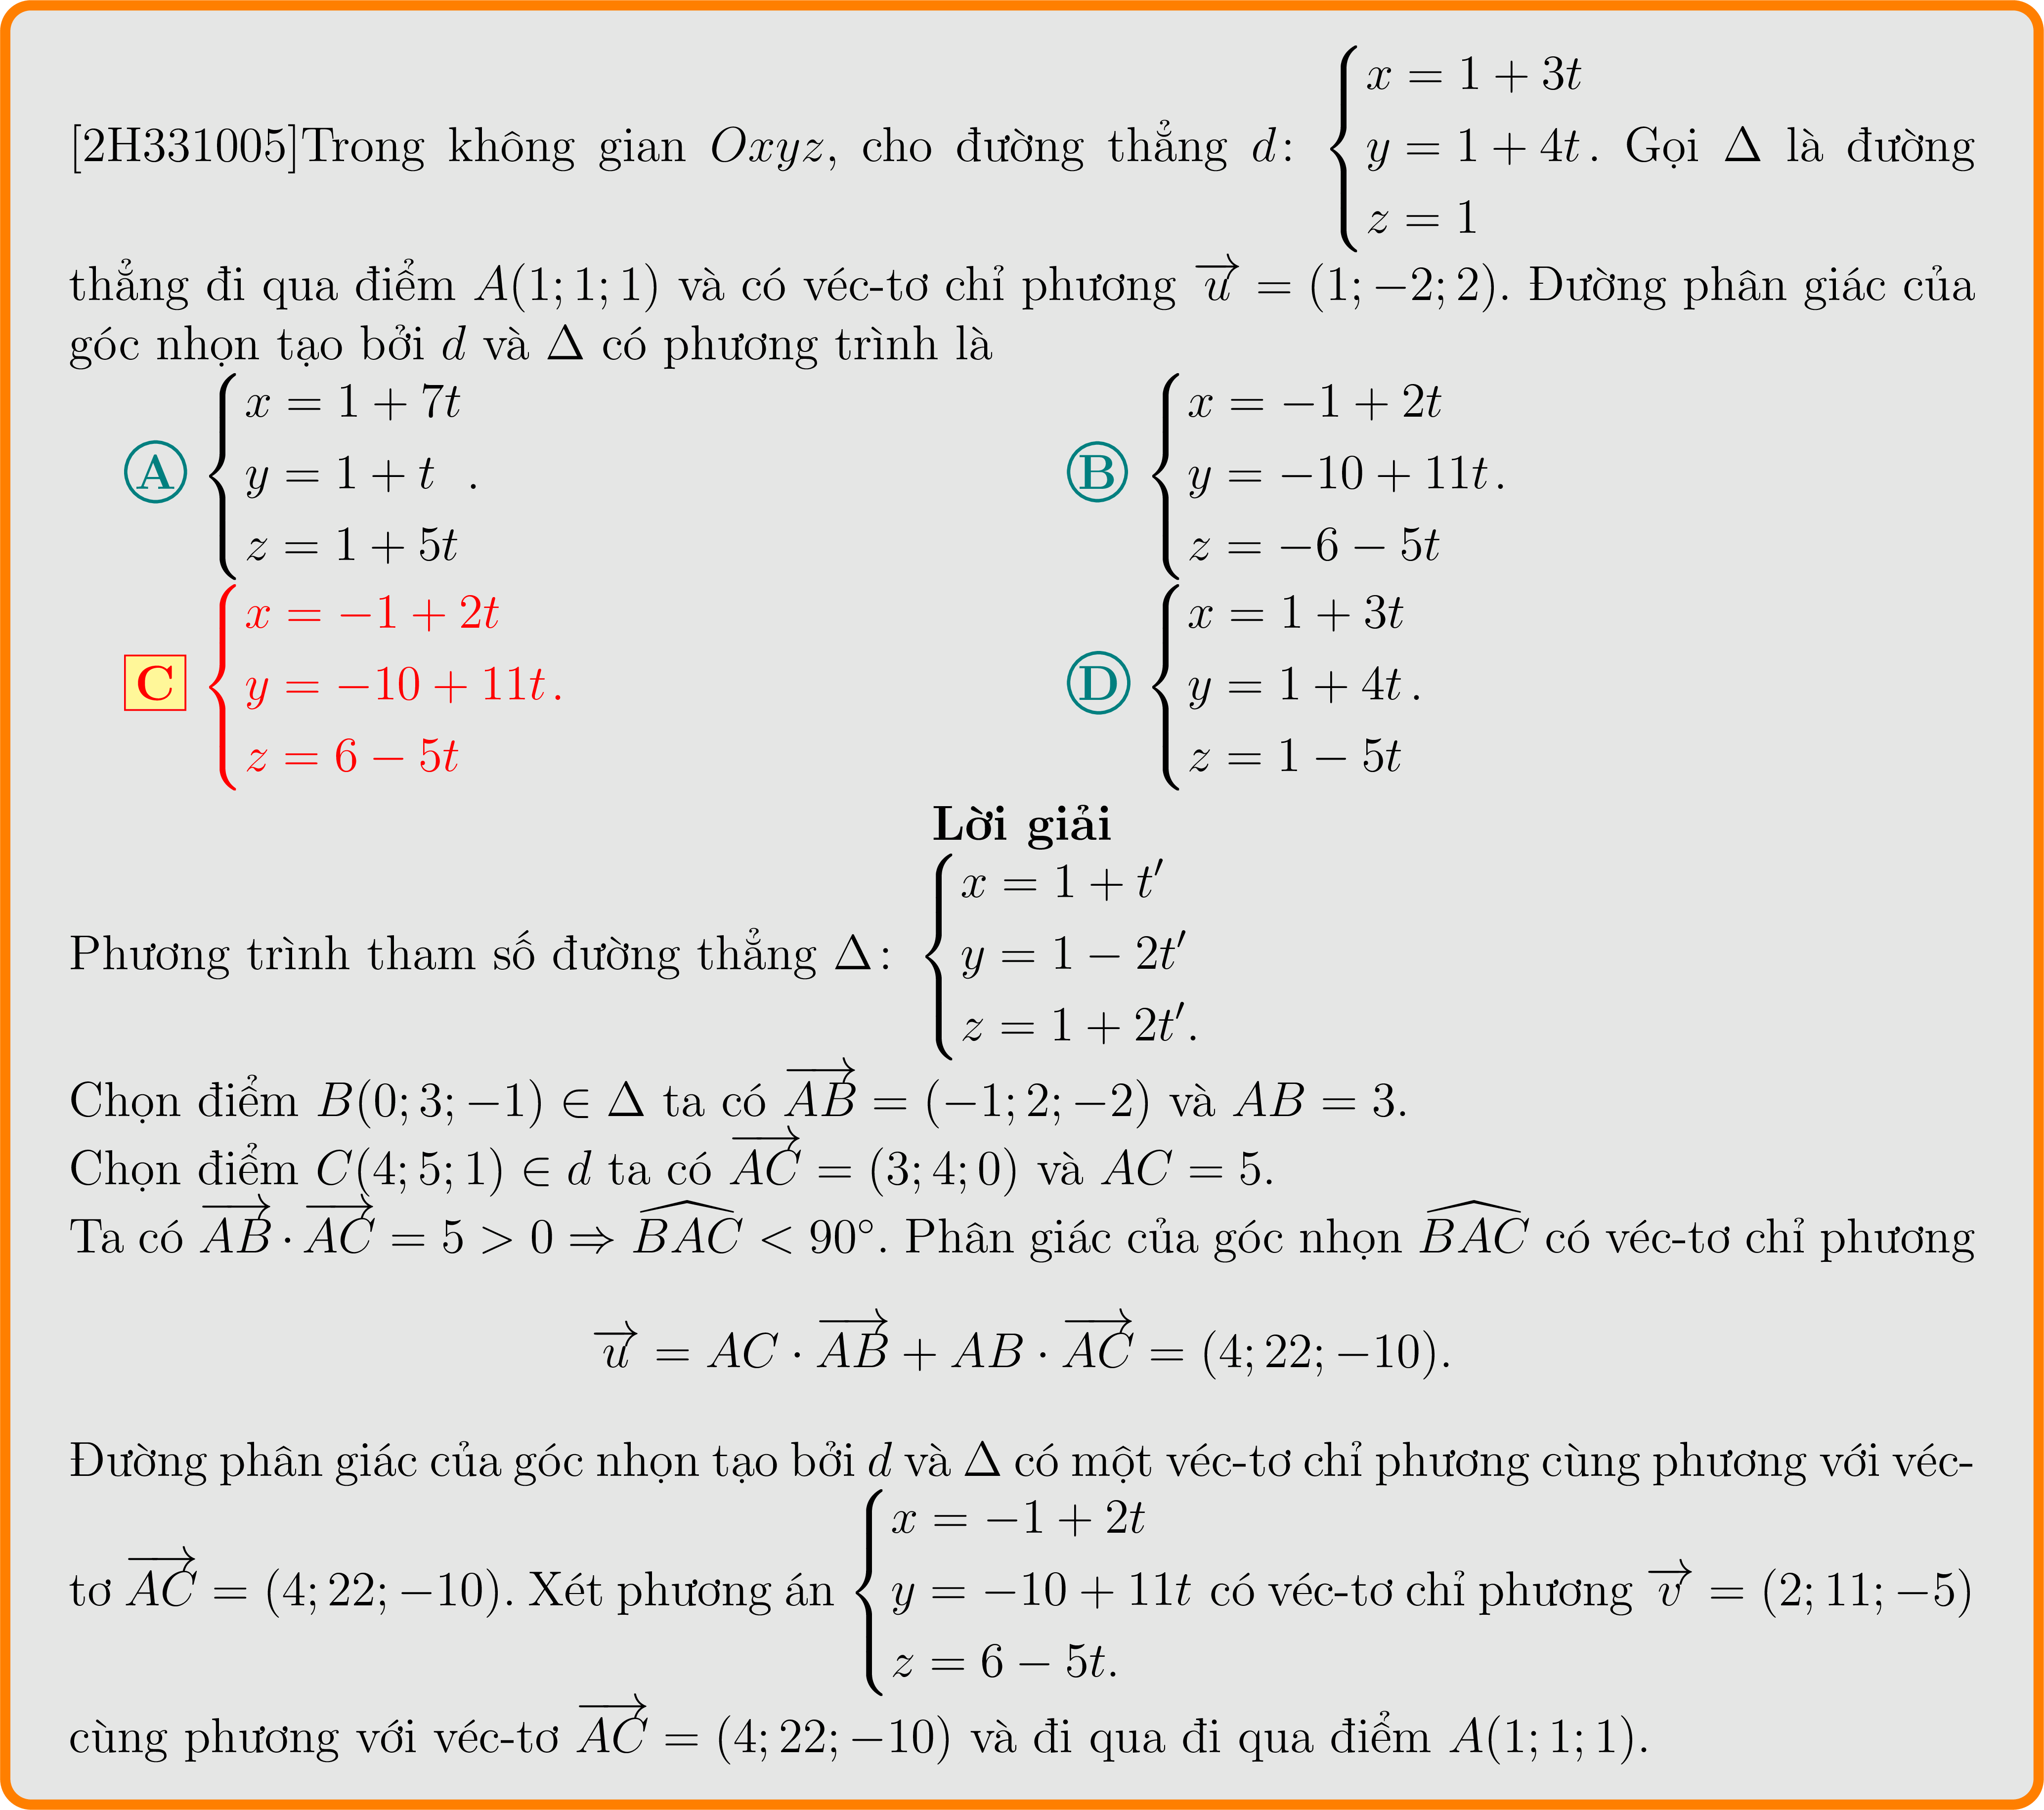 [2H331005]Trong không gian $Oxyz$, cho đường thẳng $d\colon \begin{cases} x = 1 + 3t \\ y = 1 + 4t \\ z = 1 \end{cases}$. Gọi $\Delta$ là đường
thẳng đi qua điểm $A(1; 1; 1)$ và có véc-tơ chỉ phương $\overrightarrow{u} = (1; -2; 2)$. Đường phân giác của
góc nhọn tạo bởi $d$ và $\Delta$ có phương trình là
A $\begin{cases} x = 1 + 7t \\ y = 1 + t \\ z = 1 + 5t \end{cases}$. B $\begin{cases} x = -1 + 2t \\ y = -10 + 11t \\ z = -6 - 5t \end{cases}$.
C $\begin{cases} x = -1 + 2t \\ y = -10 + 11t \\ z = 6 - 5t \end{cases}$. D $\begin{cases} x = 1 + 3t \\ y = 1 + 4t \\ z = 1 - 5t \end{cases}$.
Lời giải
Phương trình tham số đường thẳng $\Delta\colon \begin{cases} x = 1 + t' \\ y = 1 - 2t' \\ z = 1 + 2t'. \end{cases}$
Chọn điểm $B(0; 3; -1) \in \Delta$ ta có $\overrightarrow{AB} = (-1; 2; -2)$ và $AB = 3$.
Chọn điểm $C(4; 5; 1) \in d$ ta có $\overrightarrow{AC} = (3; 4; 0)$ và $AC = 5$.
Ta có $\overrightarrow{AB} \cdot \overrightarrow{AC} = 5 > 0 \Rightarrow \widehat{BAC} < 90^\circ$. Phân giác của góc nhọn $\widehat{BAC}$ có véc-tơ chỉ phương
$\overrightarrow{u} = AC \cdot \overrightarrow{AB} + AB \cdot \overrightarrow{AC} = (4; 22; -10).$
Đường phân giác của góc nhọn tạo bởi $d$ và $\Delta$ có một véc-tơ chỉ phương cùng phương với véc-
tơ $\overrightarrow{AC} = (4; 22; -10)$. Xét phương án $\begin{cases} x = -1 + 2t \\ y = -10 + 11t \\ z = 6 - 5t. \end{cases}$ có véc-tơ chỉ phương $\overrightarrow{v} = (2; 11; -5)$
cùng phương với véc-tơ $\overrightarrow{AC} = (4; 22; -10)$ và đi qua đi qua điểm $A(1; 1; 1)$.